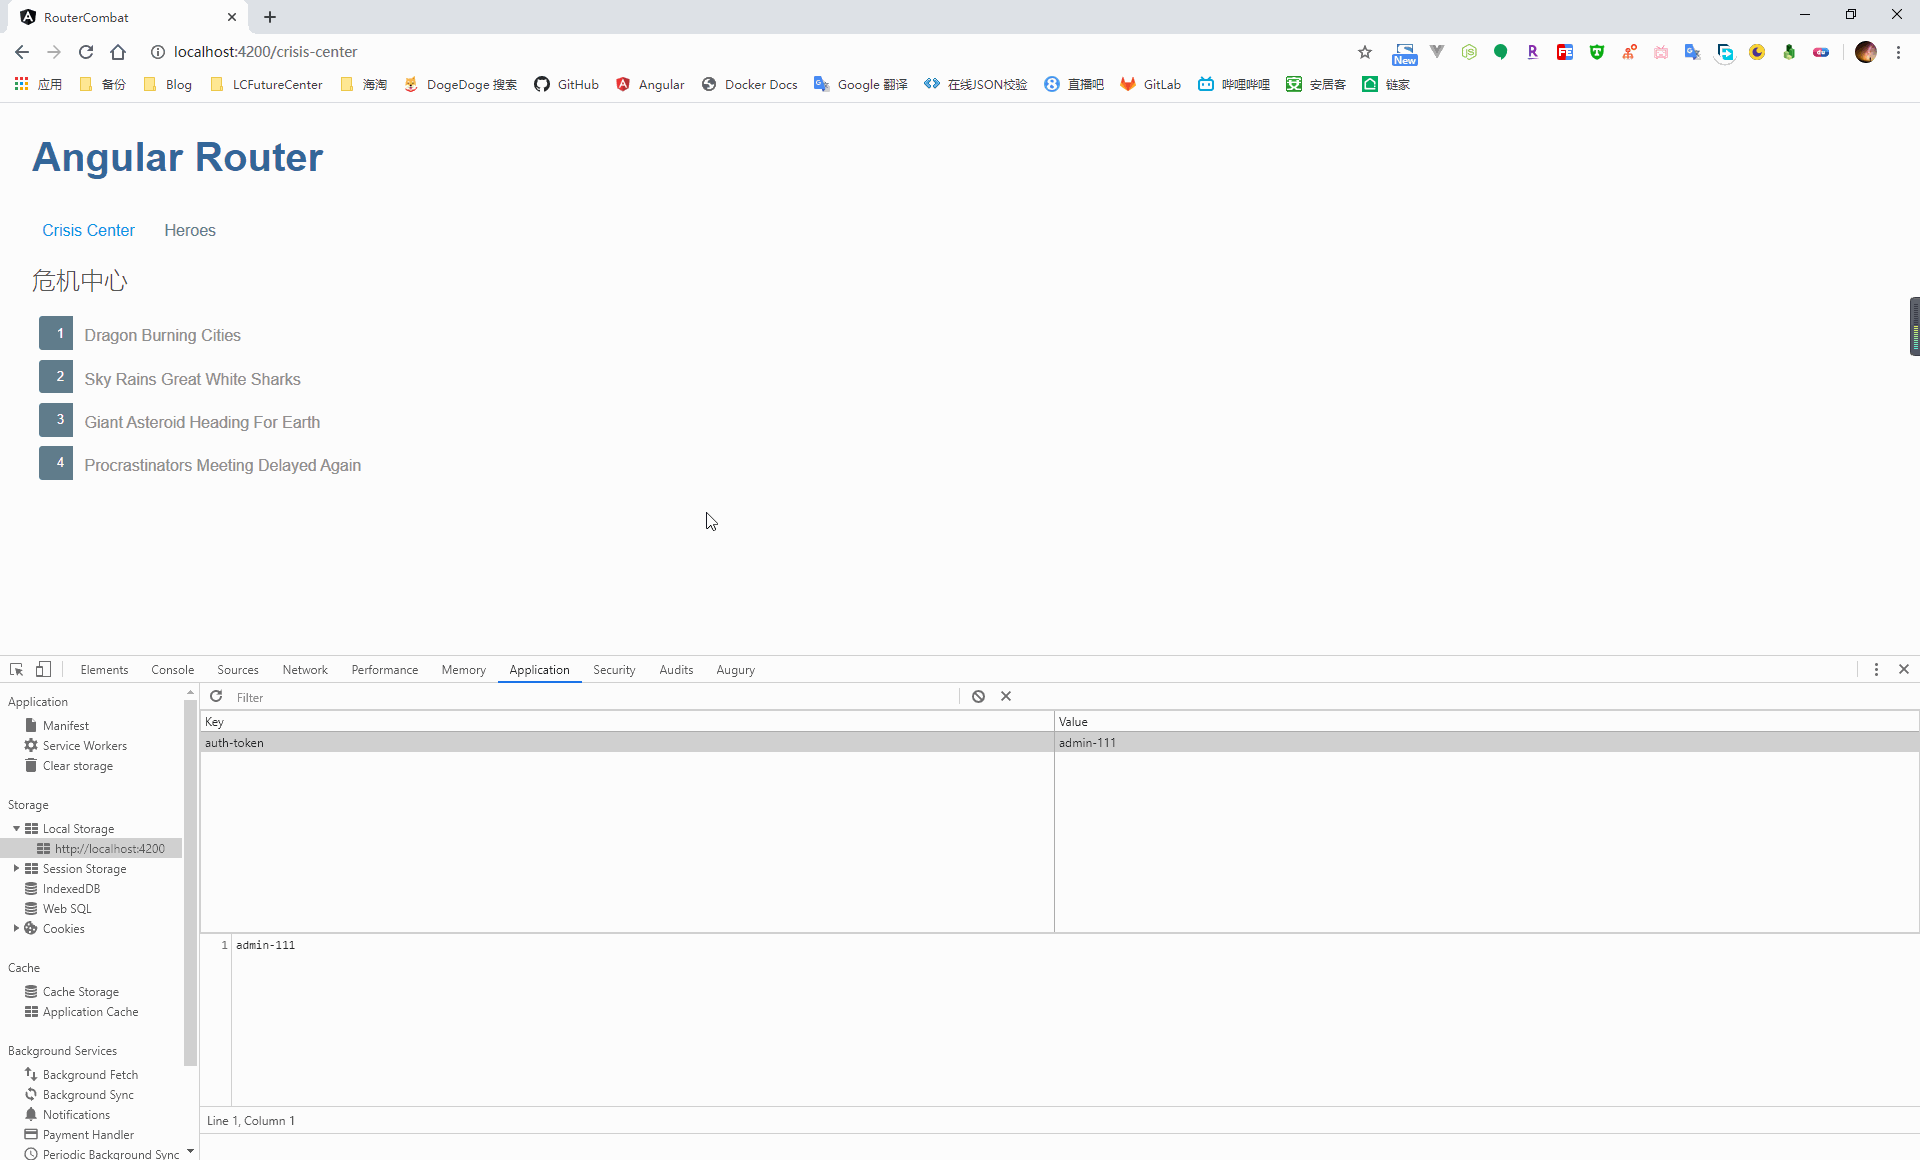 RouterCombat
localhost:4200/crisis-center
New
应用 备份 Blog LCFutureCenter 海淘 DogeDoge 搜索 GitHub Angular Docker Docs Google 翻译 在线JSON校验 直播吧 GitLab 哔哩哔哩 安居客 链家
Angular Router
Crisis Center Heroes
危机中心
1 Dragon Burning Cities
2 Sky Rains Great White Sharks
3 Giant Asteroid Heading For Earth
4 Procrastinators Meeting Delayed Again
Elements Console Sources Network Performance Memory Application Security Audits Augury
Application
Manifest
Service Workers
Clear storage
Storage
Local Storage
http://localhost:4200
Session Storage
IndexedDB
Web SQL
Cookies
Cache
Cache Storage
Application Cache
Background Services
Background Fetch
Background Sync
Notifications
Payment Handler
Periodic Background Sync
Filter
Key Value
auth-token admin-111
1 admin-111
Line 1, Column 1